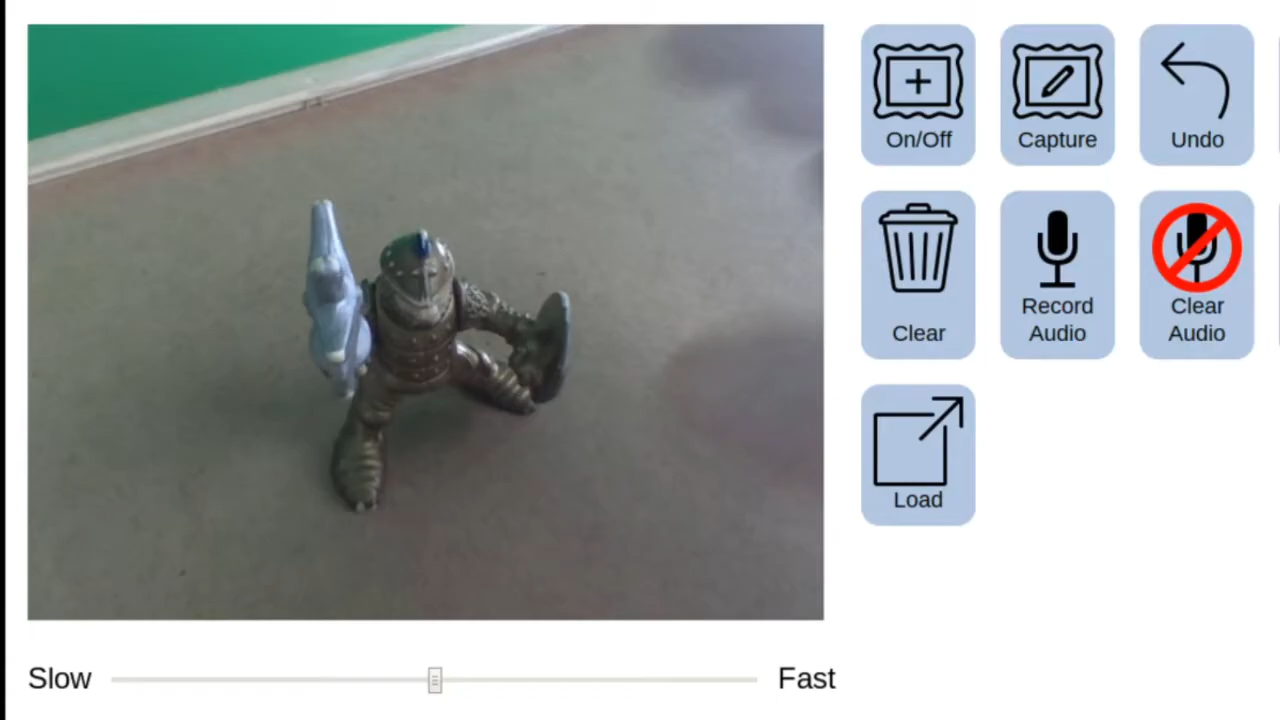 On/Off
Capture
Undo
Clear
Record
Audio
Clear
Audio
Load
Slow
Fast